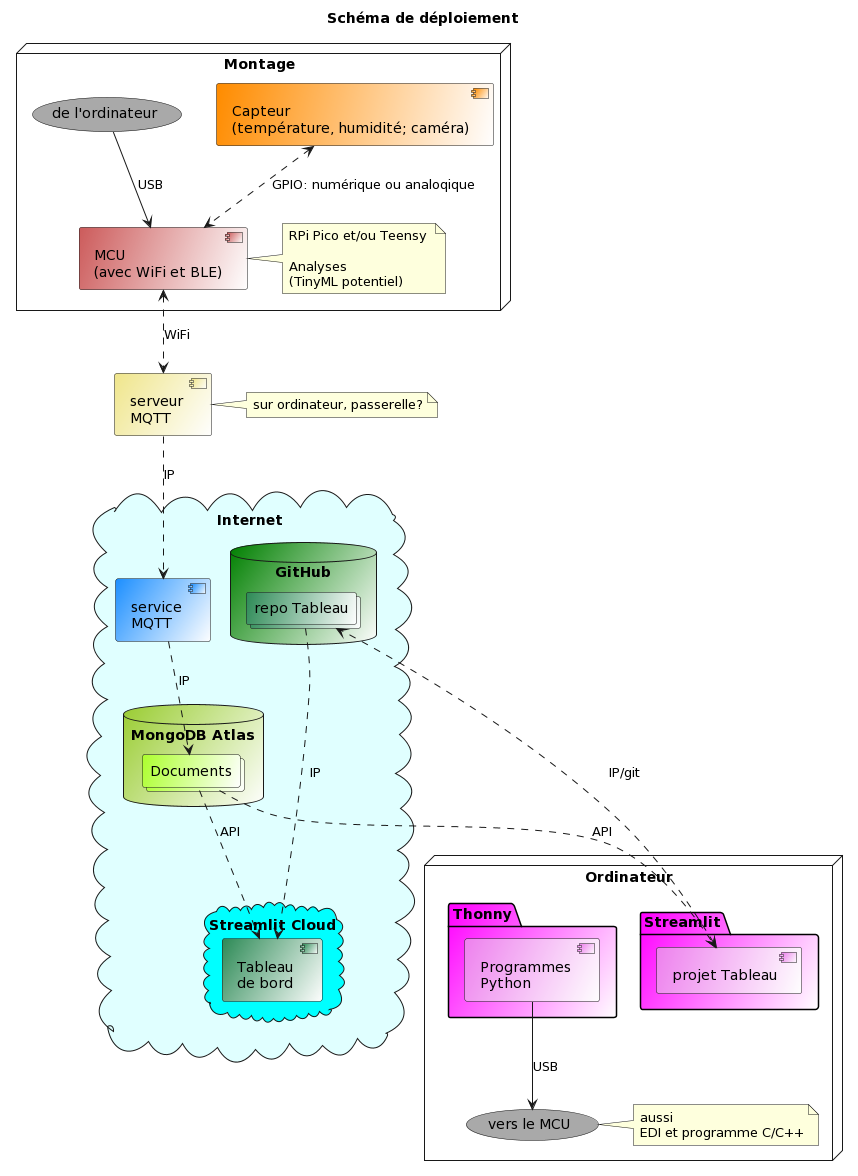 Schéma de déploiement
Montage
de l'ordinateur
Capteur
(température, humidité; caméra)
USB
GPIO: numérique ou analoqique
MCU
(avec WiFi et BLE)
RPi Pico et/ou Teensy
Analyses
(TinyML potentiel)
WiFi
serveur
MQTT
sur ordinateur, passerelle?
IP
Internet
GitHub
repo Tableau
service
MQTT
IP
MongoDB Atlas
Documents
IP
IP/git
API
API
Ordinateur
Streamlit Cloud
Tableau
de bord
Thonny
Programmes
Python
Streamlit
projet Tableau
USB
vers le MCU
aussi
EDI et programme C/C++